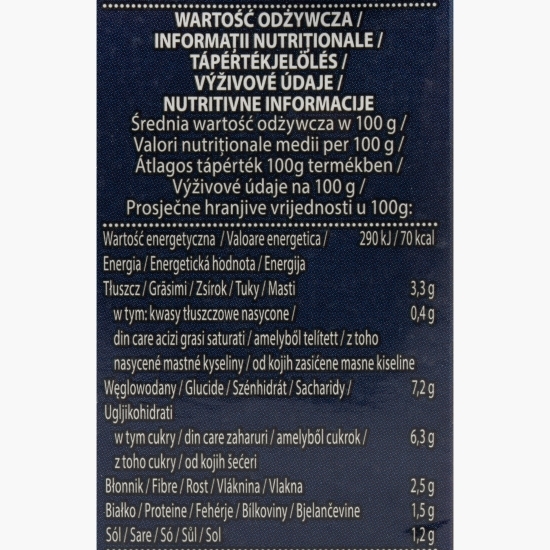 WARTOŚĆ ODŻYWCZA /
INFORMAȚII NUTRIȚIONALE /
TÁPÉRTÉKJELÖLÉS /
VÝŽIVOVÉ ÚDAJE /
NUTRITIVNE INFORMACIJE
Średnia wartość odżywcza w 100 g /
Valori nutriționale medii per 100 g /
Átlagos tápérték 100g termékben /
Výživové údaje na 100 g /
Prosječne hranjive vrijednosti u 100g:
Wartość energetyczna / Valoare energetica / 290 kJ / 70 kcal
Energia / Energetická hodnota / Energija
Tłuszcz / Grăsimi / Zsírok / Tuky / Masti 3,3 g
w tym: kwasy tłuszczowe nasycone / 0,4 g
din care acizi grasi saturati / amelyből telített / z toho
nasycené mastné kyseliny / od kojih zasićene masne kiseline
Węglowodany / Glucide / Szénhidrát / Sacharidy / 7,2 g
Ugljikohidrati
w tym cukry / din care zaharuri / amelyből cukrok / 6,3 g
z toho cukry / od kojih šećeri
Błonnik / Fibre / Rost / Vláknina / Vlakna 2,5 g
Białko / Proteine / Fehérje / Bílkoviny / Bjelančevine 1,5 g
Sól / Sare / Só / Sůl / Sol 1,2 g